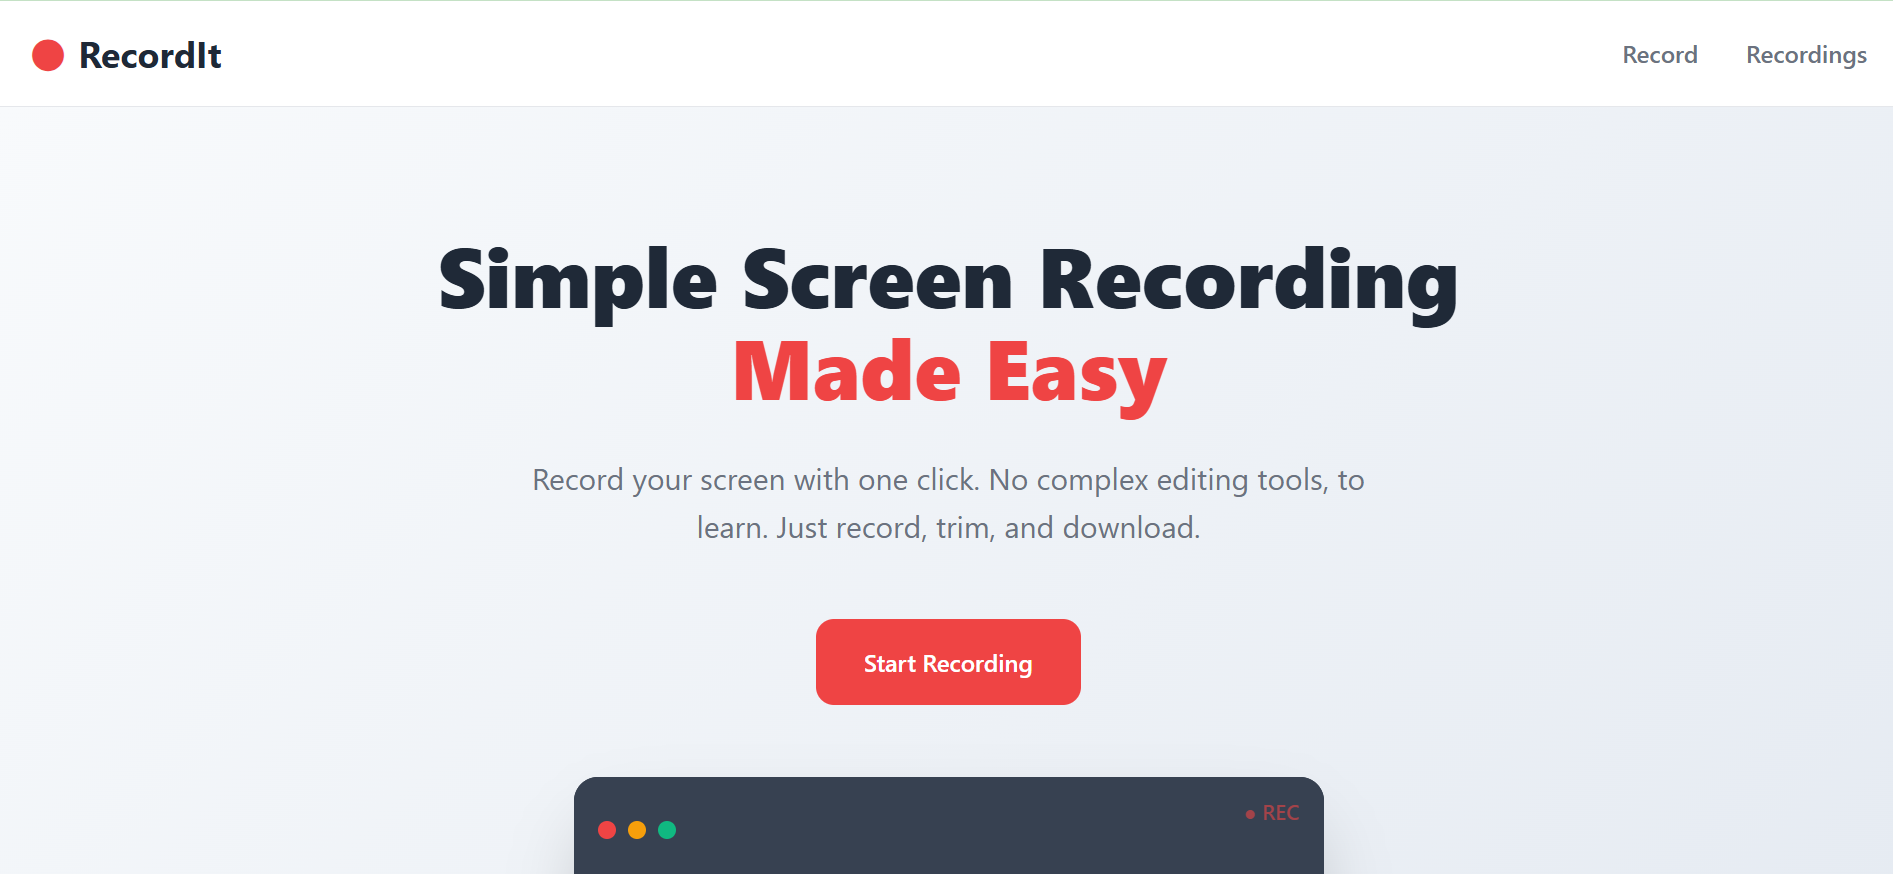 RecordIt
Record
Recordings
Simple Screen Recording
Made Easy
Record your screen with one click. No complex editing tools, to
learn. Just record, trim, and download.
Start Recording
REC